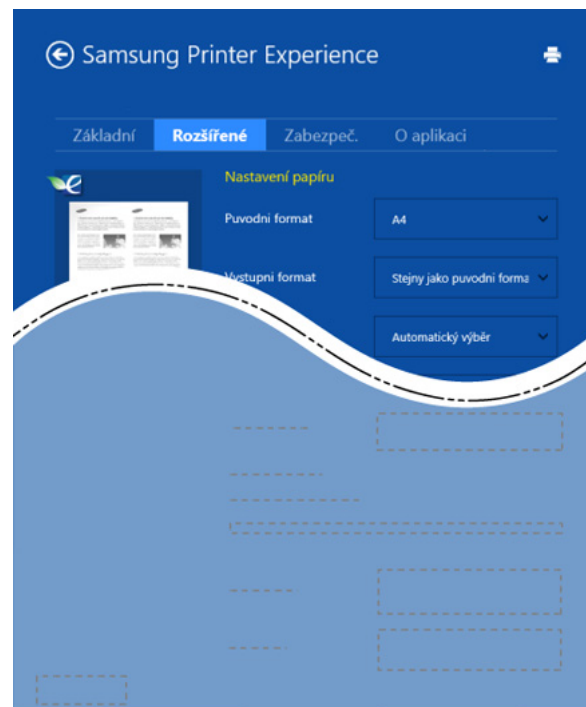 Samsung Printer Experience
Základní Rozšířené Zabezpeč. O aplikaci
Nastavení papíru
Puvodni format A4
Vystupni format Stejny jako puvodni forma
Automatický výběr